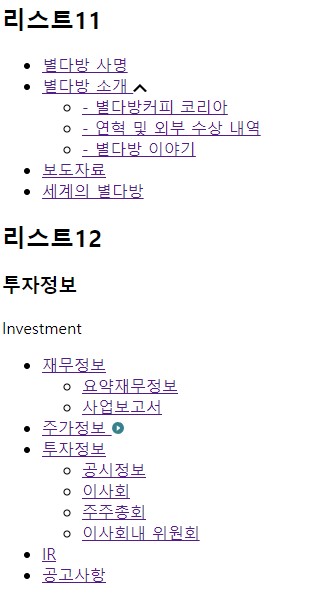 리스트11
별다방 사명
별다방 소개
- 별다방커피 코리아
- 연혁 및 외부 수상 내역
- 별다방 이야기
보도자료
세계의 별다방
리스트12
투자정보
Investment
재무정보
요약재무정보
사업보고서
주가정보
투자정보
공시정보
이사회
주주총회
이사회내 위원회
IR
공고사항